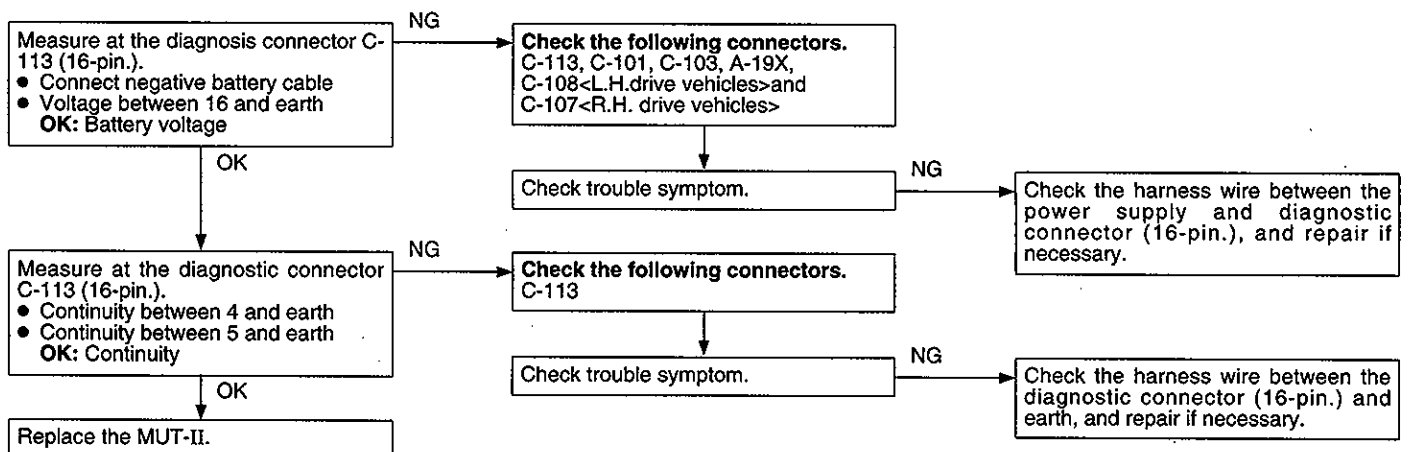 Measure at the diagnosis connector C-
113 (16-pin.).
● Connect negative battery cable
● Voltage between 16 and earth
OK: Battery voltage
NG
Check the following connectors.
C-113, C-101, C-103, A-19X,
C-108<L.H.drive vehicles>and
C-107<R.H. drive vehicles>
OK
Check trouble symptom.
NG
Check the harness wire between the
power supply and diagnostic
connector (16-pin.), and repair if
necessary.
Measure at the diagnostic connector
C-113 (16-pin.).
● Continuity between 4 and earth
● Continuity between 5 and earth
OK: Continuity
NG
Check the following connectors.
C-113
Check trouble symptom.
NG
Check the harness wire between the
diagnostic connector (16-pin.) and
earth, and repair if necessary.
OK
Replace the MUT-II.